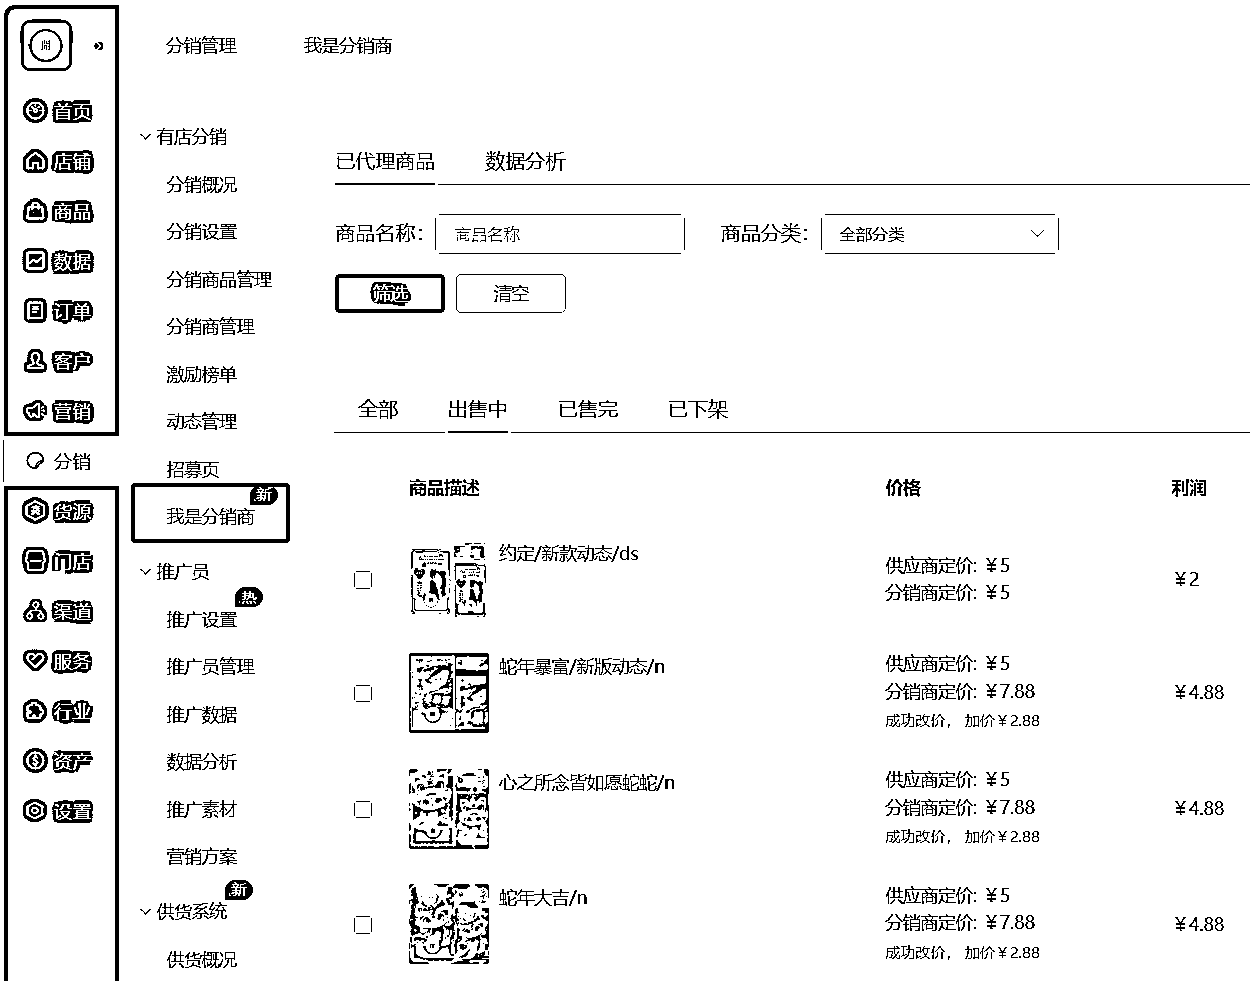 分销管理
我是分销商
首页
店铺
商品
数据
订单
客户
营销
分销
货源
门店
渠道
服务
行业
资产
设置
有店分销
分销概况
分销设置
分销商品管理
分销商管理
激励榜单
动态管理
招募页
新
我是分销商
推广员
热
推广设置
推广员管理
推广数据
数据分析
推广素材
营销方案
新
供货系统
供货概况
已代理商品 数据分析
商品名称： 商品名称 商品分类： 全部分类
筛选 清空
全部 出售中 已售完 已下架
商品描述 价格 利润
约定/新款动态/ds
供应商定价: ¥5
分销商定价: ¥5
¥2
蛇年暴富/新版动态/n
供应商定价: ¥5
分销商定价: ¥7.88
成功改价， 加价¥2.88
¥4.88
心之所念皆如愿蛇蛇/n
供应商定价: ¥5
分销商定价: ¥7.88
成功改价， 加价¥2.88
¥4.88
蛇年大吉/n
供应商定价: ¥5
分销商定价: ¥7.88
成功改价， 加价¥2.88
¥4.88